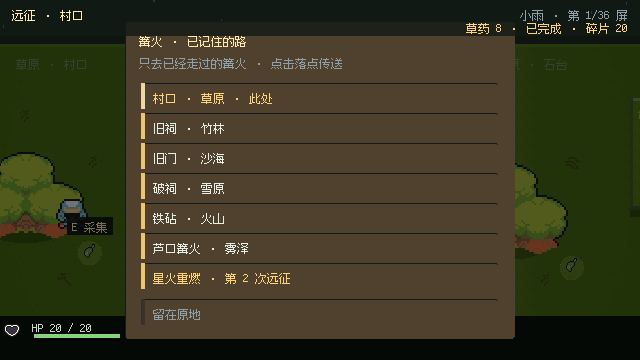 远征 · 村口
小雨 · 第 1/36 屏
草药 8 · 已完成 · 碎片 20
篝火 · 已记住的路
只去已经走过的篝火 · 点击落点传送
草原 · 村口
· 石台
村口 · 草原 · 此处
旧祠 · 竹林
旧门 · 沙海
破祠 · 雪原
铁砧 · 火山
芦口篝火 · 雾泽
星火重燃 · 第 2 次远征
留在原地
E 采集
HP 20 / 20